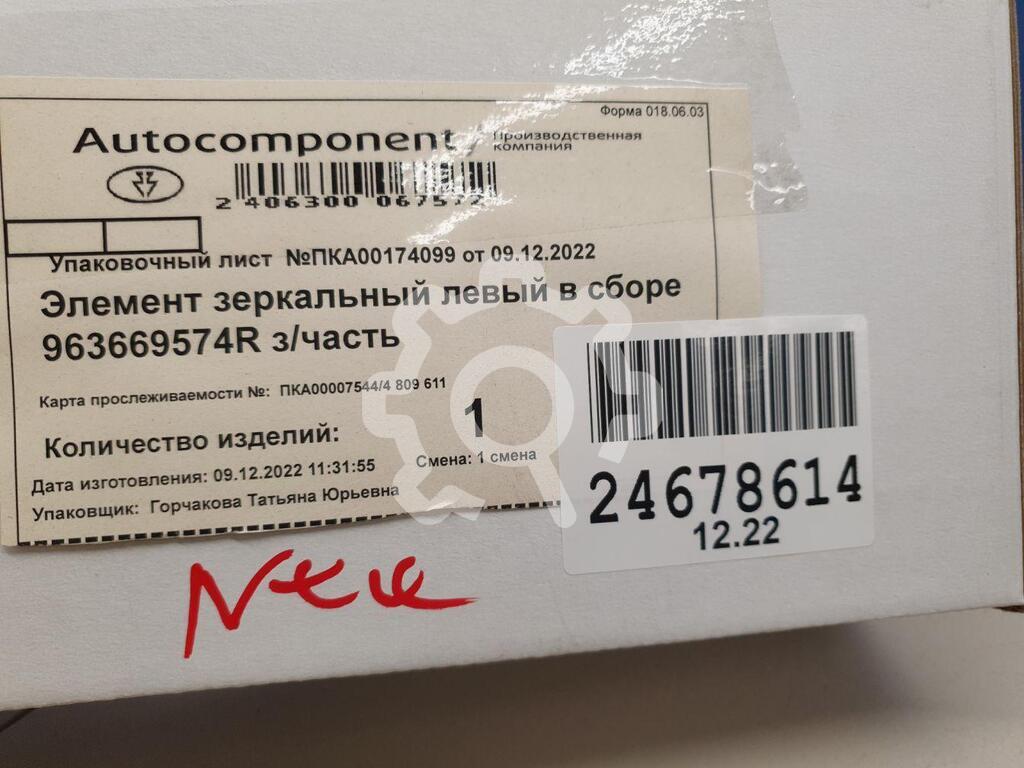 Форма 018.06.03
Autocomponent Производственная
компания
2 406300 067572
Упаковочный лист №ПКА00174099 от 09.12.2022
Элемент зеркальный левый в сборе
963669574R з/часть
Карта прослеживаемости №: ПКА00007544/4 809 611
Количество изделий: 1
Дата изготовления: 09.12.2022 11:31:55 Смена: 1 смена
Упаковщик: Горчакова Татьяна Юрьевна
24678614
12.22